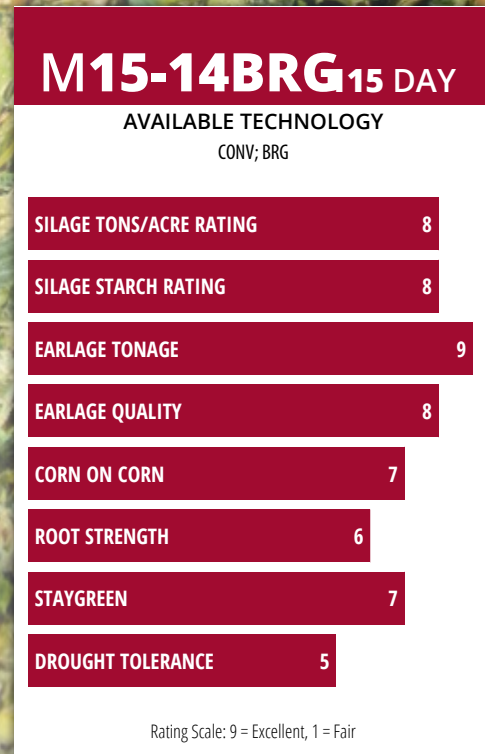 M15-14BRG15 DAY
AVAILABLE TECHNOLOGY
CONV; BRG
SILAGE TONS/ACRE RATING 8
SILAGE STARCH RATING 8
EARLAGE TONAGE 9
EARLAGE QUALITY 8
CORN ON CORN 7
ROOT STRENGTH 6
STAYGREEN 7
DROUGHT TOLERANCE 5
Rating Scale: 9 = Excellent, 1 = Fair